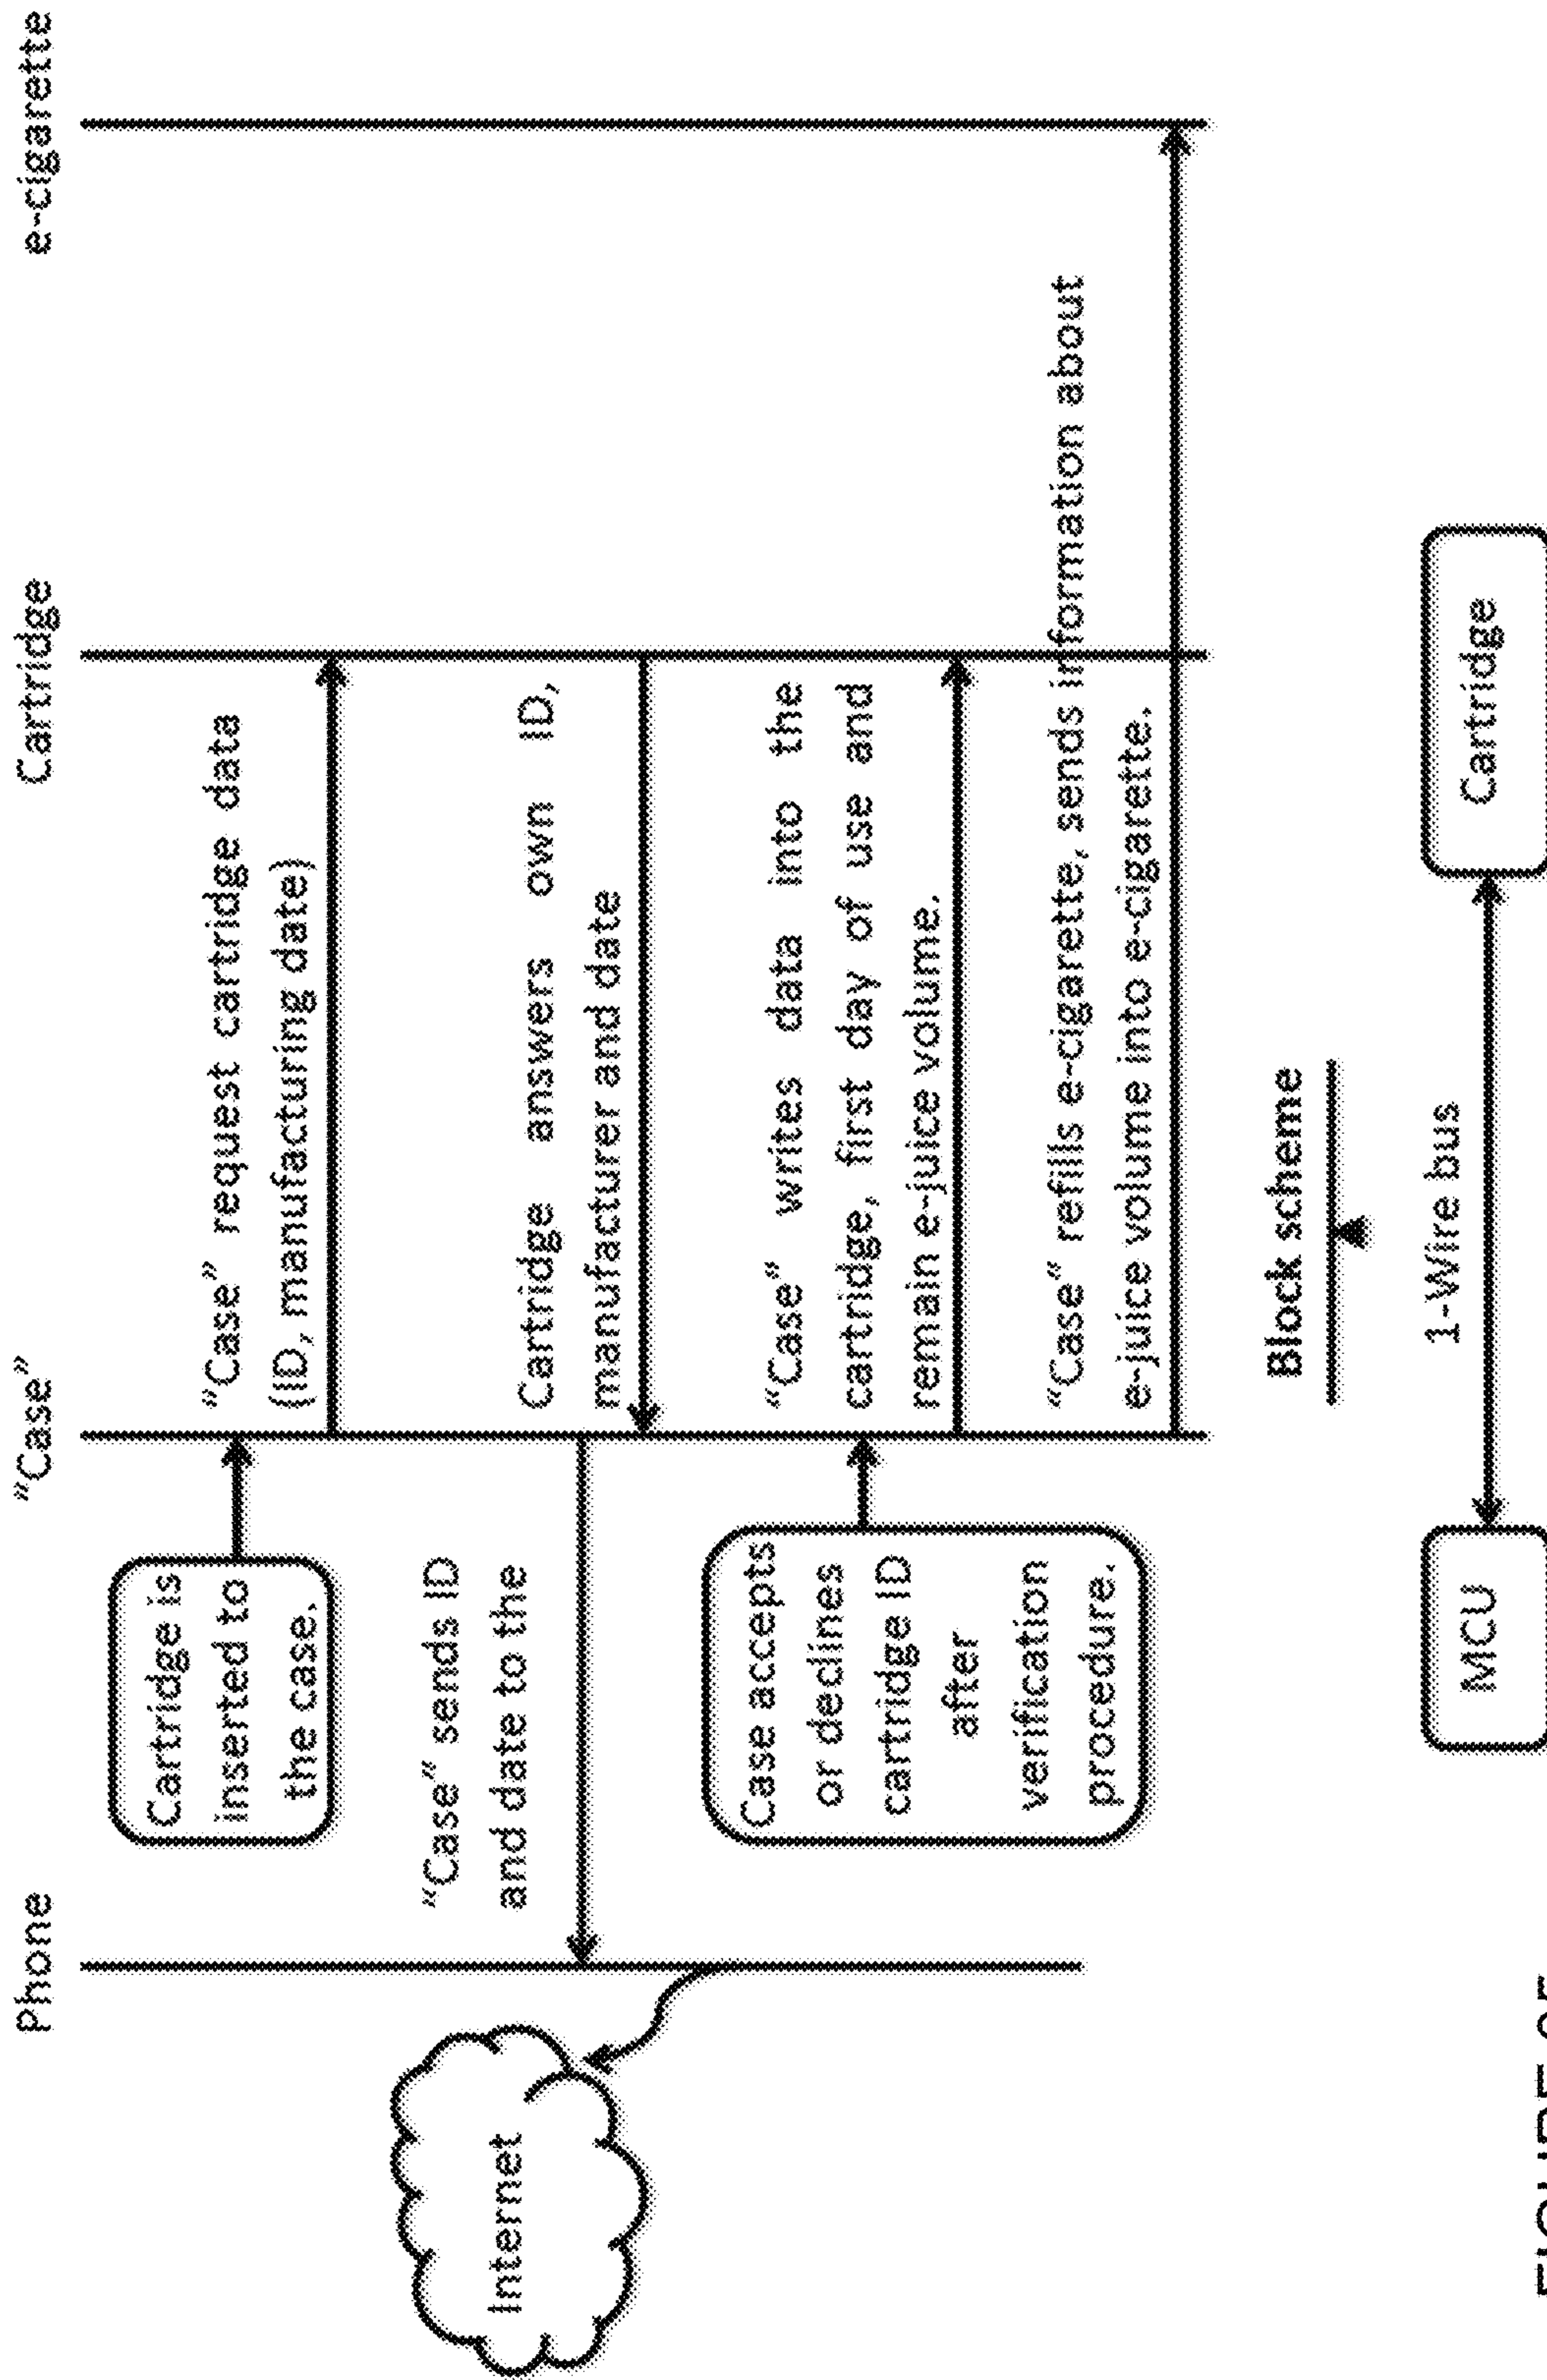 Phone
”Case”
Cartridge
e-cigarette
Cartridge is
inserted to
the case.
”Case” request cartridge data
(ID, manufacturing date)
“Case” sends ID
and date to the
Cartridge answers own ID,
manufacturer and date
Internet
Case accepts
or declines
cartridge ID
after
verification
procedure.
“Case” writes data into the
cartridge, first day of use and
remain e-juice volume.
“Case” refills e-cigarette, sends information about
e-juice volume into e-cigarette.
Block scheme
1-Wire bus
MCU
Cartridge
FIGURE